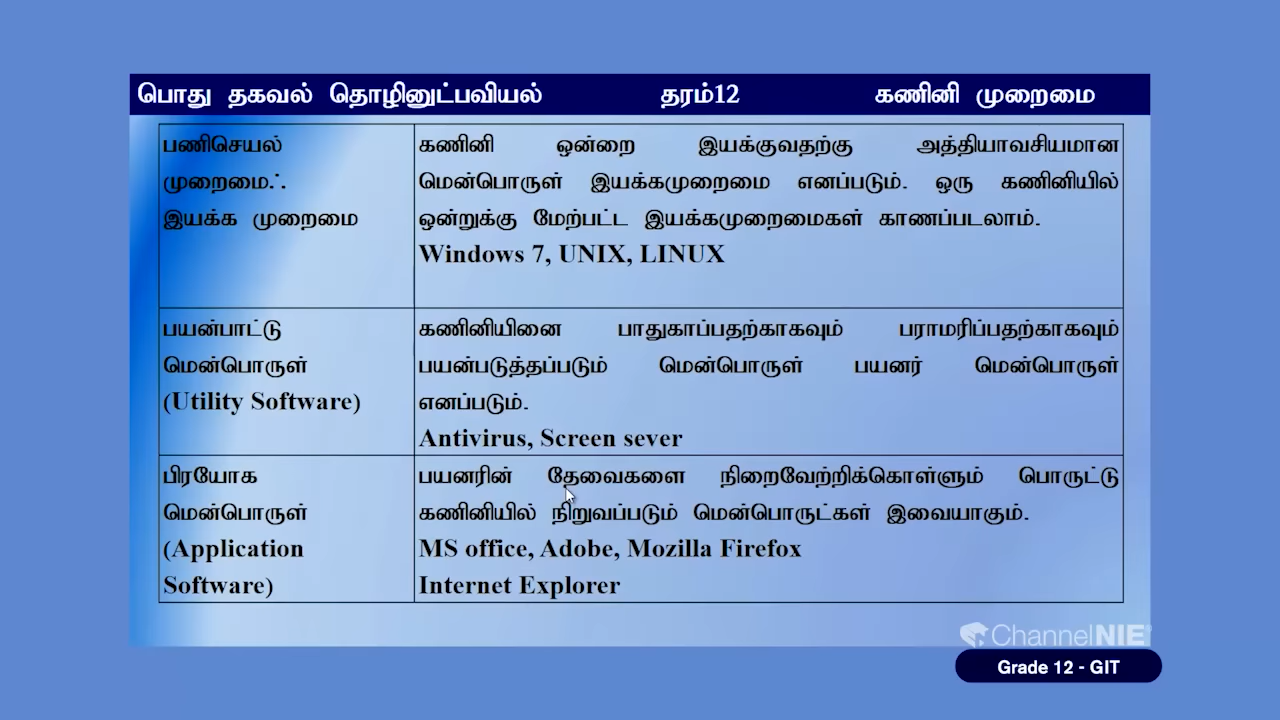 பொது தகவல் தொழினுட்பவியல் தரம்12 கணினி முறைமை
பணிசெயல்
முறைமை.்.
இயக்க முறைமை
கணினி ஒன்றை இயக்குவதற்கு அத்தியாவசியமான
மென்பொருள் இயக்கமுறைமை எனப்படும். ஒரு கணினியில்
ஒன்றுக்கு மேற்பட்ட இயக்கமுறைமைகள் காணப்படலாம்.
Windows 7, UNIX, LINUX
பயன்பாட்டு
மென்பொருள்
(Utility Software)
கணினியினை பாதுகாப்பதற்காகவும் பராமரிப்பதற்காகவும்
பயன்படுத்தப்படும் மென்பொருள் பயனர் மென்பொருள்
எனப்படும்.
Antivirus, Screen sever
பிரயோக
மென்பொருள்
(Application
Software)
பயனரின் தேவைகளை நிறைவேற்றிக்கொள்ளும் பொருட்டு
கணினியில் நிறுவப்படும் மென்பொருட்கள் இவையாகும்.
MS office, Adobe, Mozilla Firefox
Internet Explorer
ChannelNIE
Grade 12 - GIT